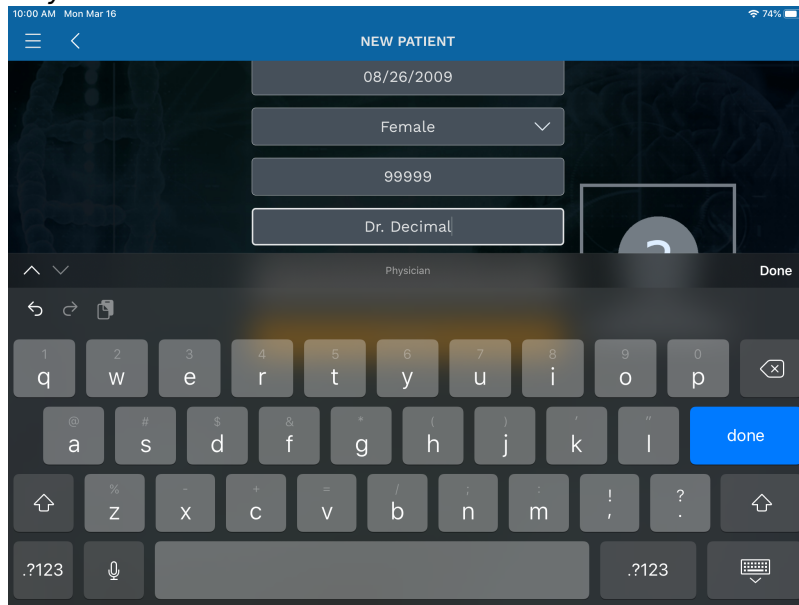 10:00 AM Mon Mar 16 74%
NEW PATIENT
08/26/2009
Female
99999
Dr. Decimal
?
Physician Done
1 2 3 4 5 6 7 8 9 0
q w e r t y u i o p
@ # $ & * ( ) ' "
a s d f g h j k l done
% - + = / ; : ! ?
z x c v b n m , .
.?123 .?123